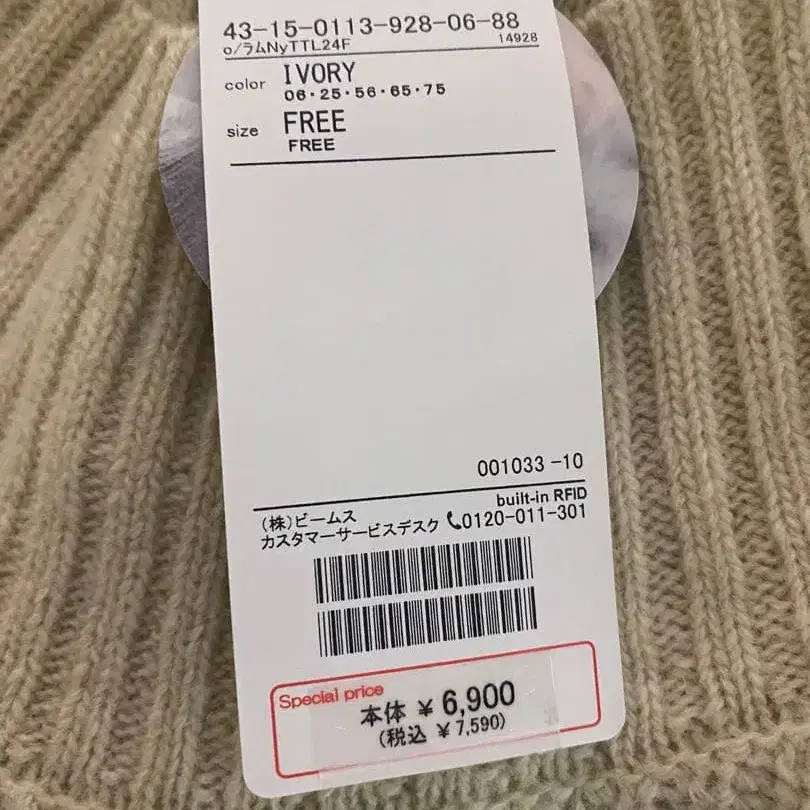 43-15-0113-928-06-88
o/ラムNyTTL24F 14928
color IVORY
06・25・56・65・75
size FREE
FREE
001033 -10
built-in RFID
(株)ビームス
カスタマーサービスデスク 0120-011-301
Special price
本体 ¥ 6,900
(税込 ¥ 7,590)